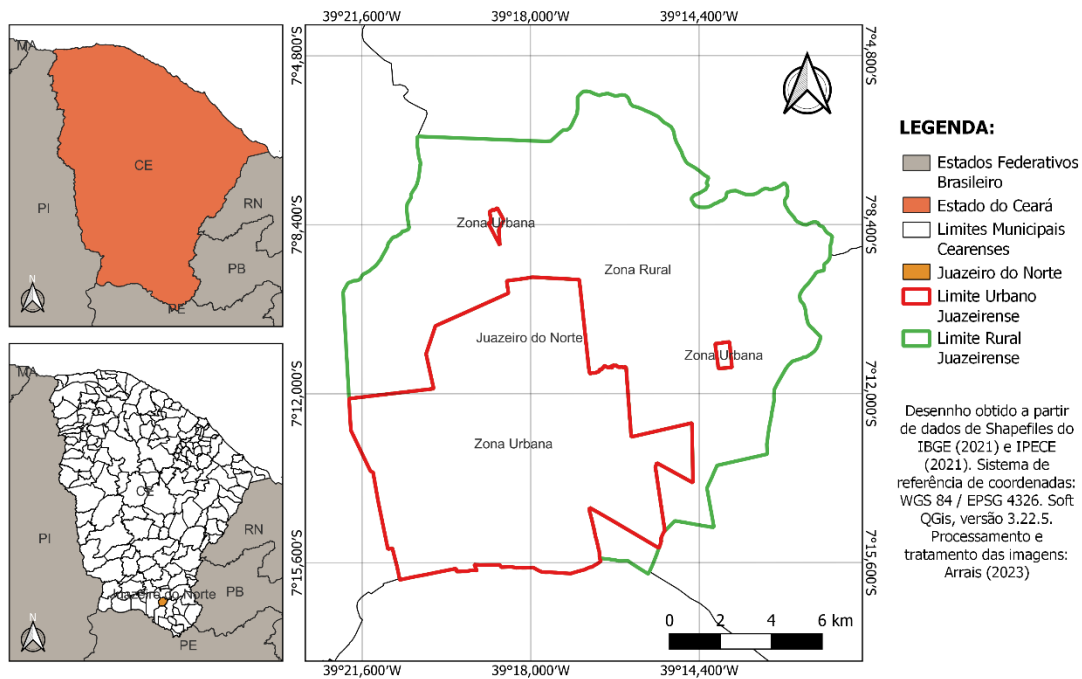 MA
CE
PI
RN
PB
PE
N
MA
CE
PI
RN
Juazeiro do Norte
PB
PE
N
39°21,600'W
39°18,000'W
39°14,400'W
7°4,800'S
7°4,800'S
7°8,400'S
7°8,400'S
7°12,000'S
7°12,000'S
7°15,600'S
7°15,600'S
Zona Urbana
Zona Rural
Juazeiro do Norte
Zona Urbana
Zona Urbana
0 2 4 6 km
39°21,600'W
39°18,000'W
39°14,400'W
LEGENDA:
Estados Federativos
Brasileiro
Estado do Ceará
Limites Municipais
Cearenses
Juazeiro do Norte
Limite Urbano
Juazeirense
Limite Rural
Juazeirense
Desennho obtido a partir
de dados de Shapefiles do
IBGE (2021) e IPECE
(2021). Sistema de
referência de coordenadas:
WGS 84 / EPSG 4326. Soft
QGis, versão 3.22.5.
Processamento e
tratamento das imagens:
Arrais (2023)